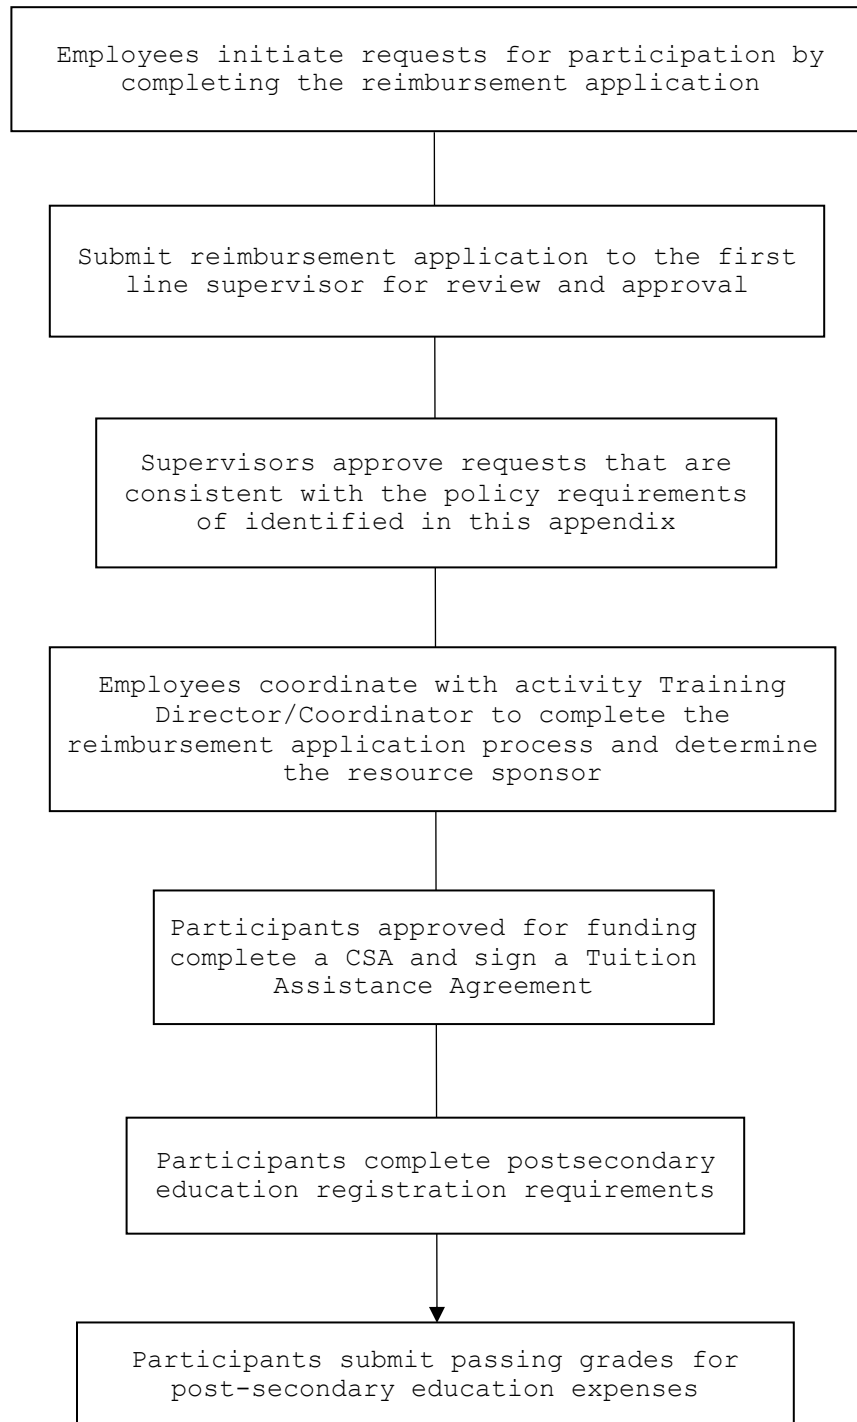 Employees initiate requests for participation by
completing the reimbursement application
Submit reimbursement application to the first
line supervisor for review and approval
Supervisors approve requests that are
consistent with the policy requirements
of identified in this appendix
Employees coordinate with activity Training
Director/Coordinator to complete the
reimbursement application process and determine
the resource sponsor
Participants approved for funding
complete a CSA and sign a Tuition
Assistance Agreement
Participants complete postsecondary
education registration requirements
Participants submit passing grades for
post-secondary education expenses